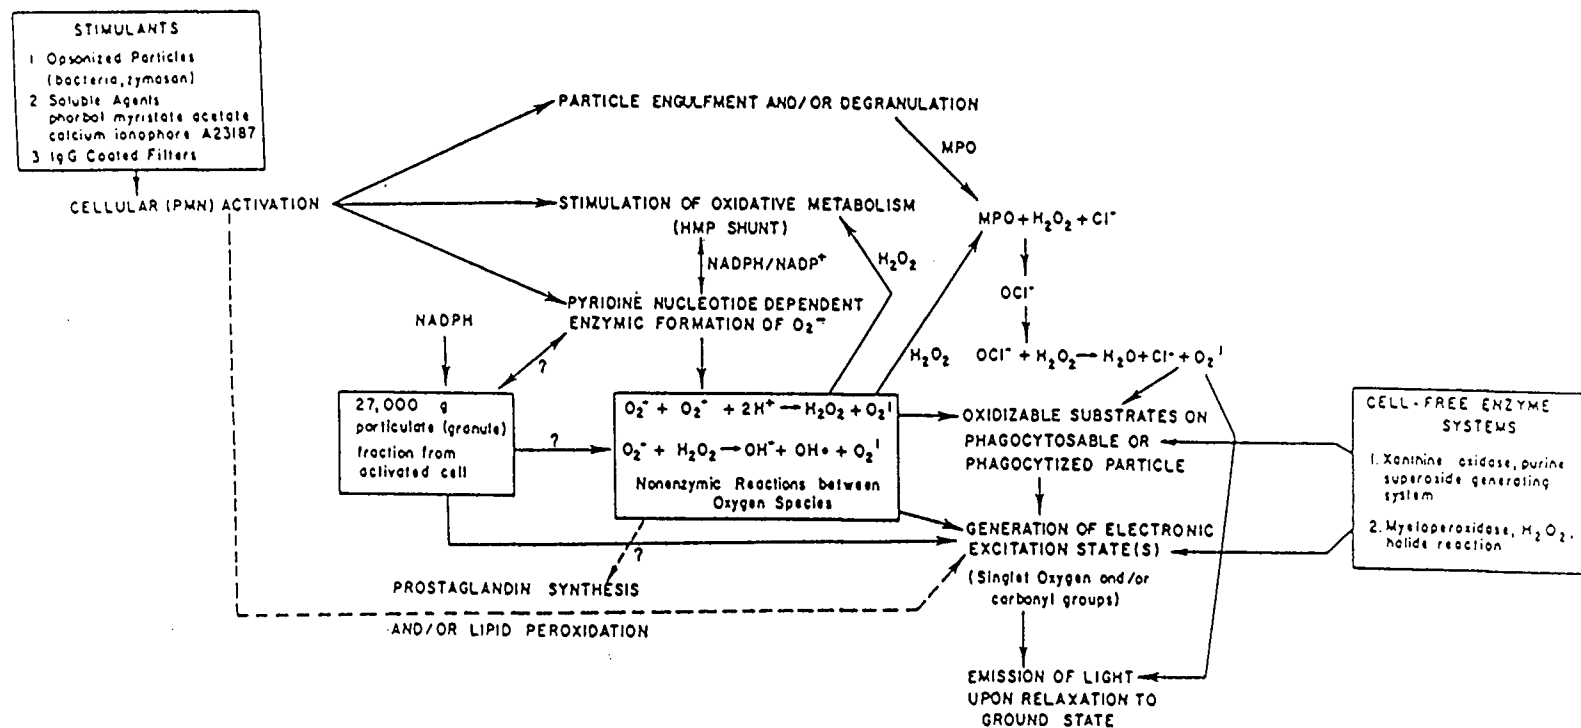 STIMULANTS
1 Opsonized Particles
(bacteria, zymosan)
2 Soluble Agents
phorbol myristate acetate
calcium ionophore A23187
3 IgG Coated Filters
CELLULAR (PMN) ACTIVATION
PARTICLE ENGULFMENT AND/OR DEGRANULATION
MPO
STIMULATION OF OXIDATIVE METABOLISM
(HMP SHUNT)
NADPH/NADP⁺
H₂O₂
MPO + H₂O₂ + Cl⁻
OCl⁻
PYRIDINE NUCLEOTIDE DEPENDENT
ENZYMIC FORMATION OF O₂⁻
NADPH
?
H₂O₂
OCl⁻ + H₂O₂ → H₂O + Cl⁻ + O₂¹
27,000 g
particulate (granule)
fraction from
activated cell
?
O₂⁻ + O₂⁻ + 2H⁺ → H₂O₂ + O₂¹
O₂⁻ + H₂O₂ → OH⁻ + OH• + O₂¹
Nonenzymic Reactions between
Oxygen Species
OXIDIZABLE SUBSTRATES ON
PHAGOCYTOSABLE OR
PHAGOCYTIZED PARTICLE
CELL-FREE ENZYME
SYSTEMS
1. Xanthine oxidase, purine
superoxide generating
system
2. Myeloperoxidase, H₂O₂,
halide reaction
GENERATION OF ELECTRONIC
EXCITATION STATE(S)
(Singlet Oxygen and/or
carbonyl groups)
?
PROSTAGLANDIN SYNTHESIS
AND/OR LIPID PEROXIDATION
EMISSION OF LIGHT
UPON RELAXATION TO
GROUND STATE